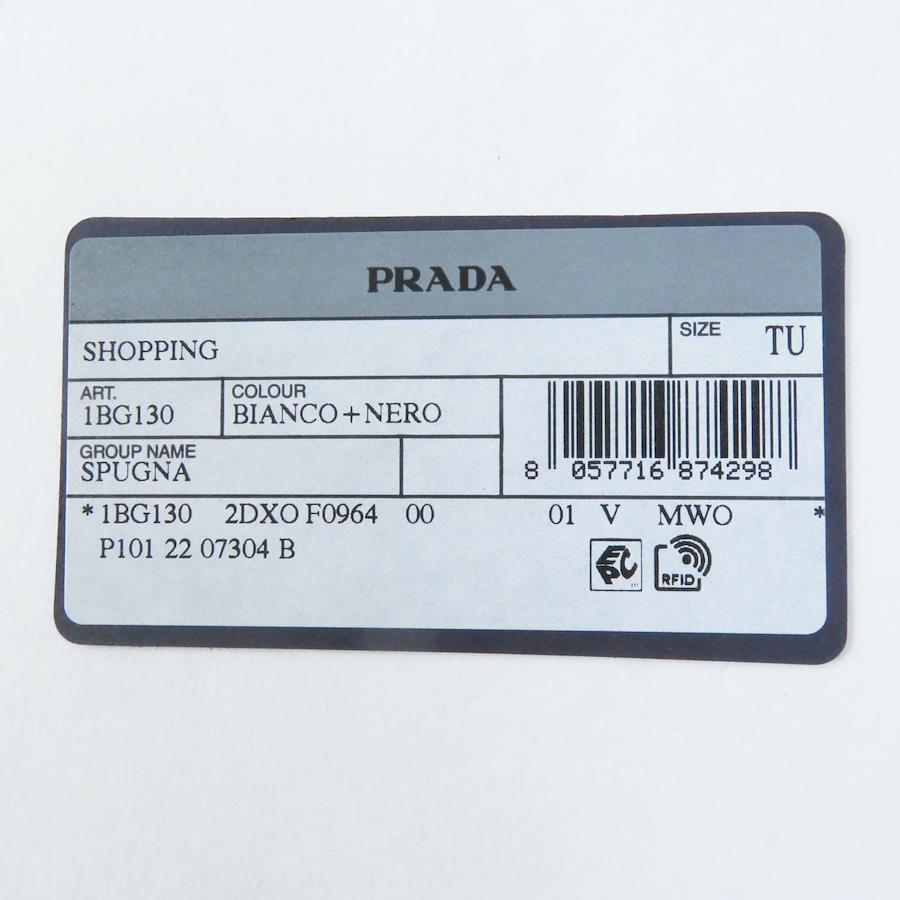 PRADA
SHOPPING
SIZE TU
ART. COLOUR
1BG130 BIANCO+NERO
GROUP NAME
SPUGNA
8 057716 874298
* 1BG130 2DXO F0964 00 01 V MWO *
P101 22 07304 B
EPC RFID